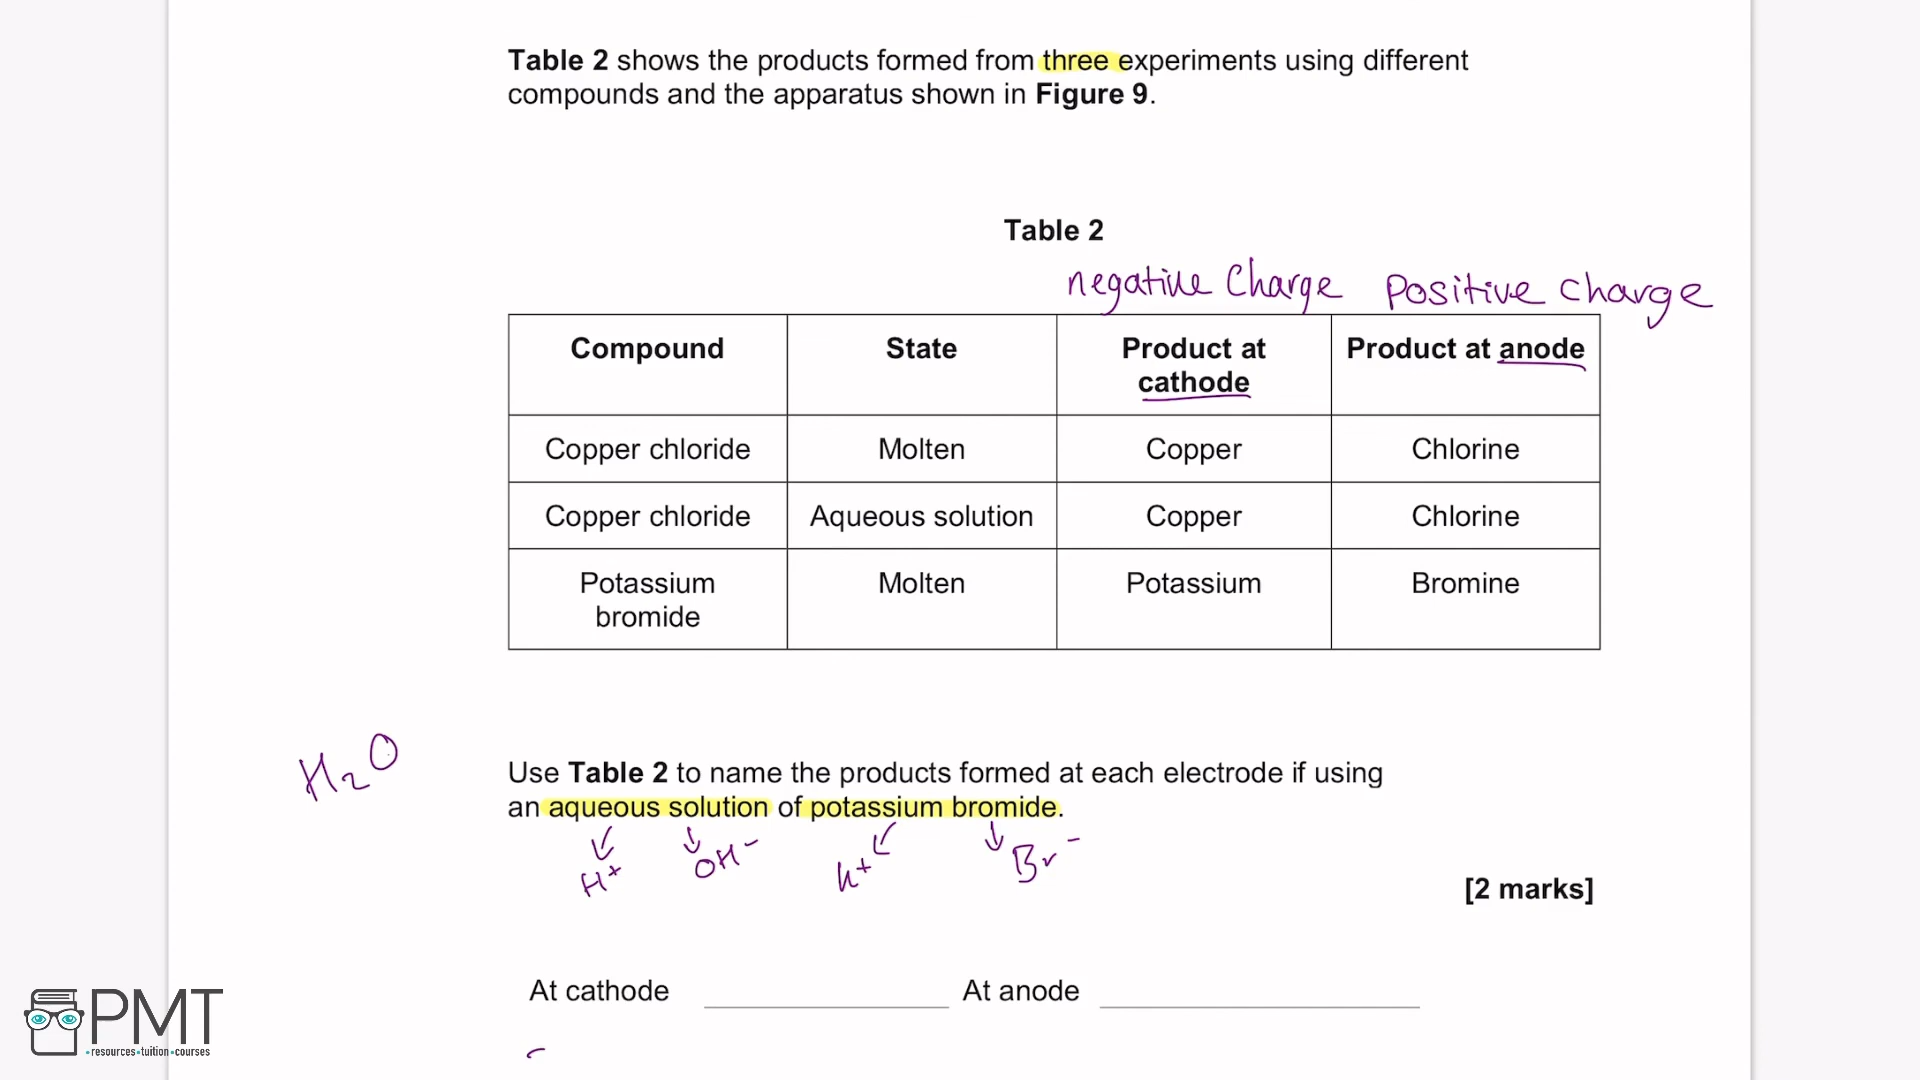 Table 2 shows the products formed from three experiments using different
compounds and the apparatus shown in Figure 9.
Table 2
negative Charge positive charge
Compound State Product at cathode Product at anode
Copper chloride Molten Copper Chlorine
Copper chloride Aqueous solution Copper Chlorine
Potassium bromide Molten Potassium Bromine
H₂O
Use Table 2 to name the products formed at each electrode if using
an aqueous solution of potassium bromide.
H⁺ OH⁻ K⁺ Br⁻
[2 marks]
At cathode At anode
PMT
•resources•tuition•courses